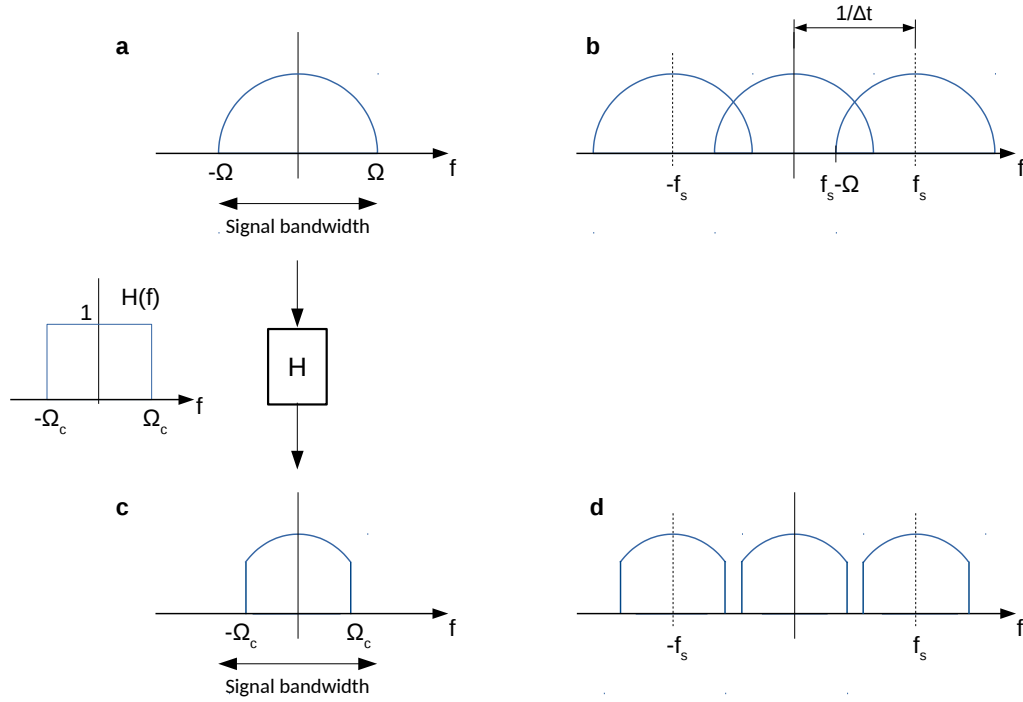 a
f
-Ω
Ω
Signal bandwidth
b
1/Δt
f
-fs
fs-Ω
fs
H(f)
1
f
-Ωc
Ωc
H
c
f
-Ωc
Ωc
Signal bandwidth
d
f
-fs
fs